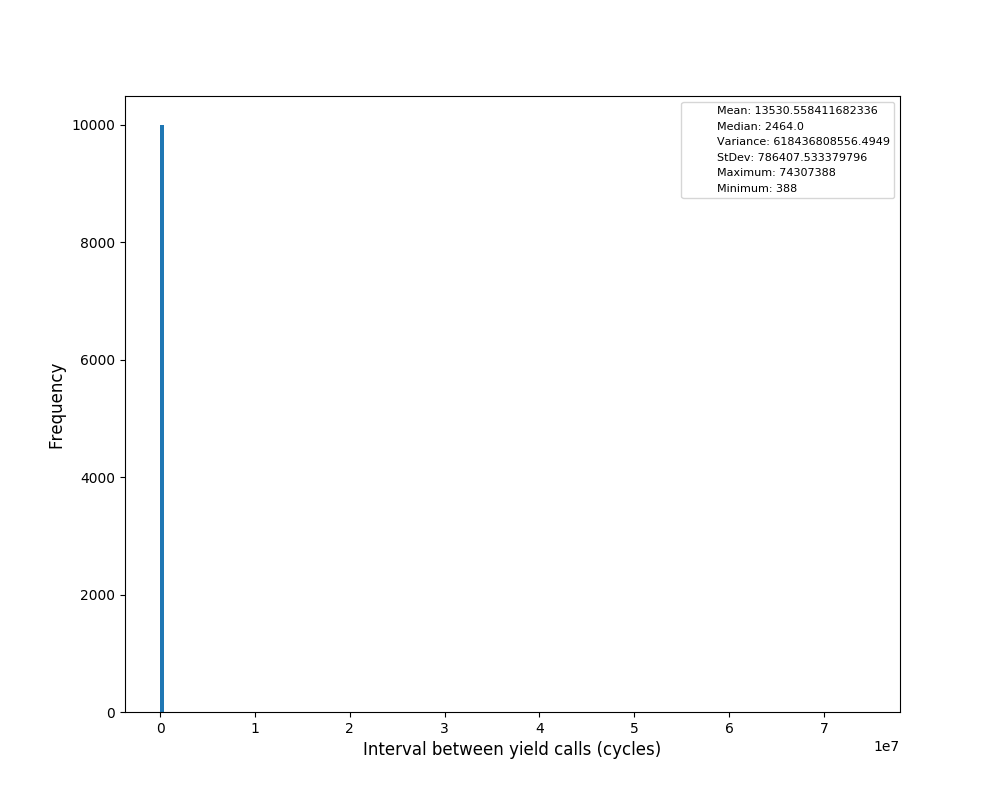 Mean: 13530.558411682336
Median: 2464.0
Variance: 618436808556.4949
StDev: 786407.533379796
Maximum: 74307388
Minimum: 388
10000
8000
6000
4000
2000
0
Frequency
0 1 2 3 4 5 6 7
1e7
Interval between yield calls (cycles)